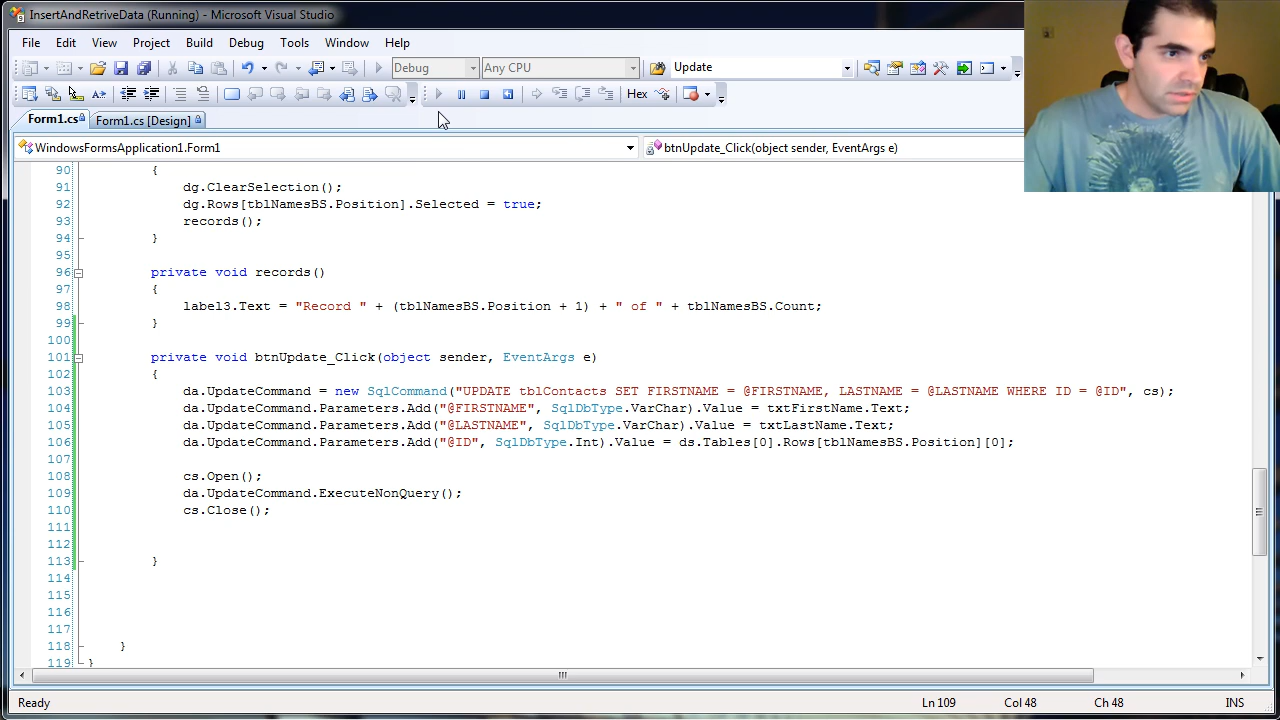 InsertAndRetriveData (Running) - Microsoft Visual Studio
File Edit View Project Build Debug Tools Window Help
Debug Any CPU Update
Hex
Form1.cs Form1.cs [Design]
WindowsFormsApplication1.Form1 btnUpdate_Click(object sender, EventArgs e)
90 {
91 dg.ClearSelection();
92 dg.Rows[tblNamesBS.Position].Selected = true;
93 records();
94 }
95
96 private void records()
97 {
98 label3.Text = "Record " + (tblNamesBS.Position + 1) + " of " + tblNamesBS.Count;
99 }
100
101 private void btnUpdate_Click(object sender, EventArgs e)
102 {
103 da.UpdateCommand = new SqlCommand("UPDATE tblContacts SET FIRSTNAME = @FIRSTNAME, LASTNAME = @LASTNAME WHERE ID = @ID", cs);
104 da.UpdateCommand.Parameters.Add("@FIRSTNAME", SqlDbType.VarChar).Value = txtFirstName.Text;
105 da.UpdateCommand.Parameters.Add("@LASTNAME", SqlDbType.VarChar).Value = txtLastName.Text;
106 da.UpdateCommand.Parameters.Add("@ID", SqlDbType.Int).Value = ds.Tables[0].Rows[tblNamesBS.Position][0];
107
108 cs.Open();
109 da.UpdateCommand.ExecuteNonQuery();
110 cs.Close();
111
112
113 }
114
115
116
117
118 }
119 }
Ready Ln 109 Col 48 Ch 48 INS